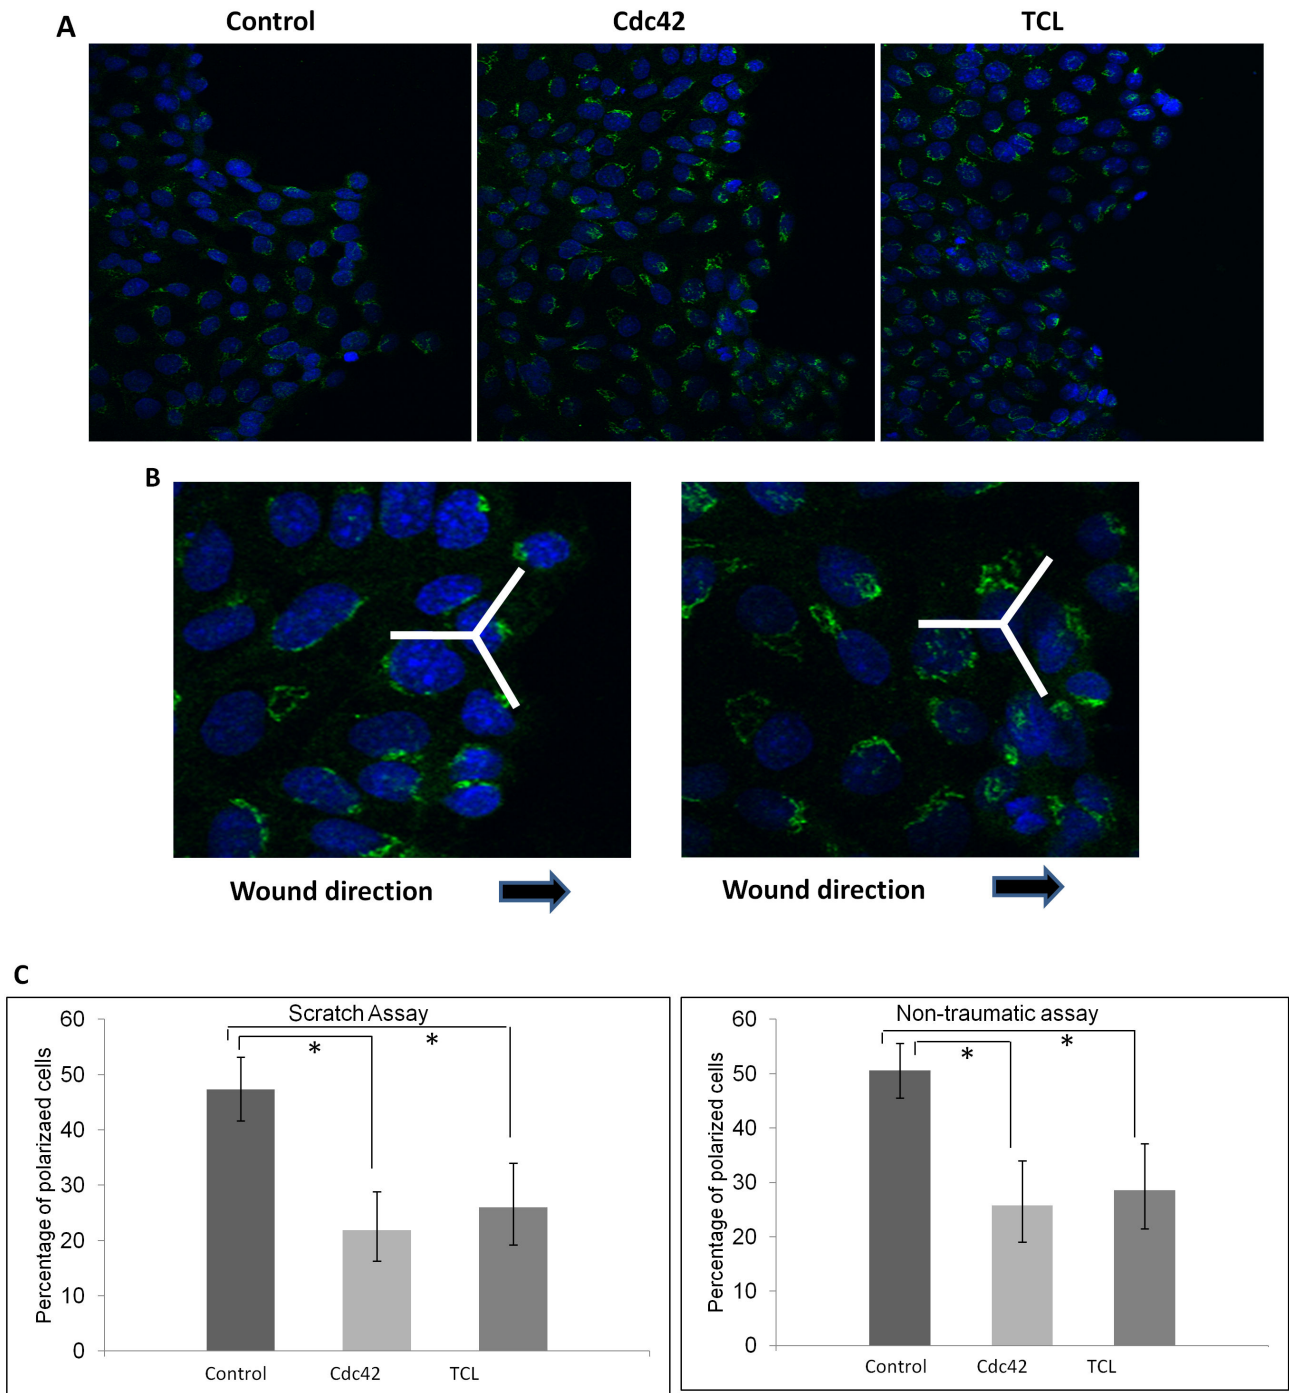 A
Control
Cdc42
TCL
B
Wound direction
Wound direction
C
Scratch Assay
Percentage of polarizaed cells
60
50
40
30
20
10
0
*
*
Control
Cdc42
TCL
Non-traumatic assay
Percentage of polarized cells
60
50
40
30
20
10
0
*
*
Control
Cdc42
TCL